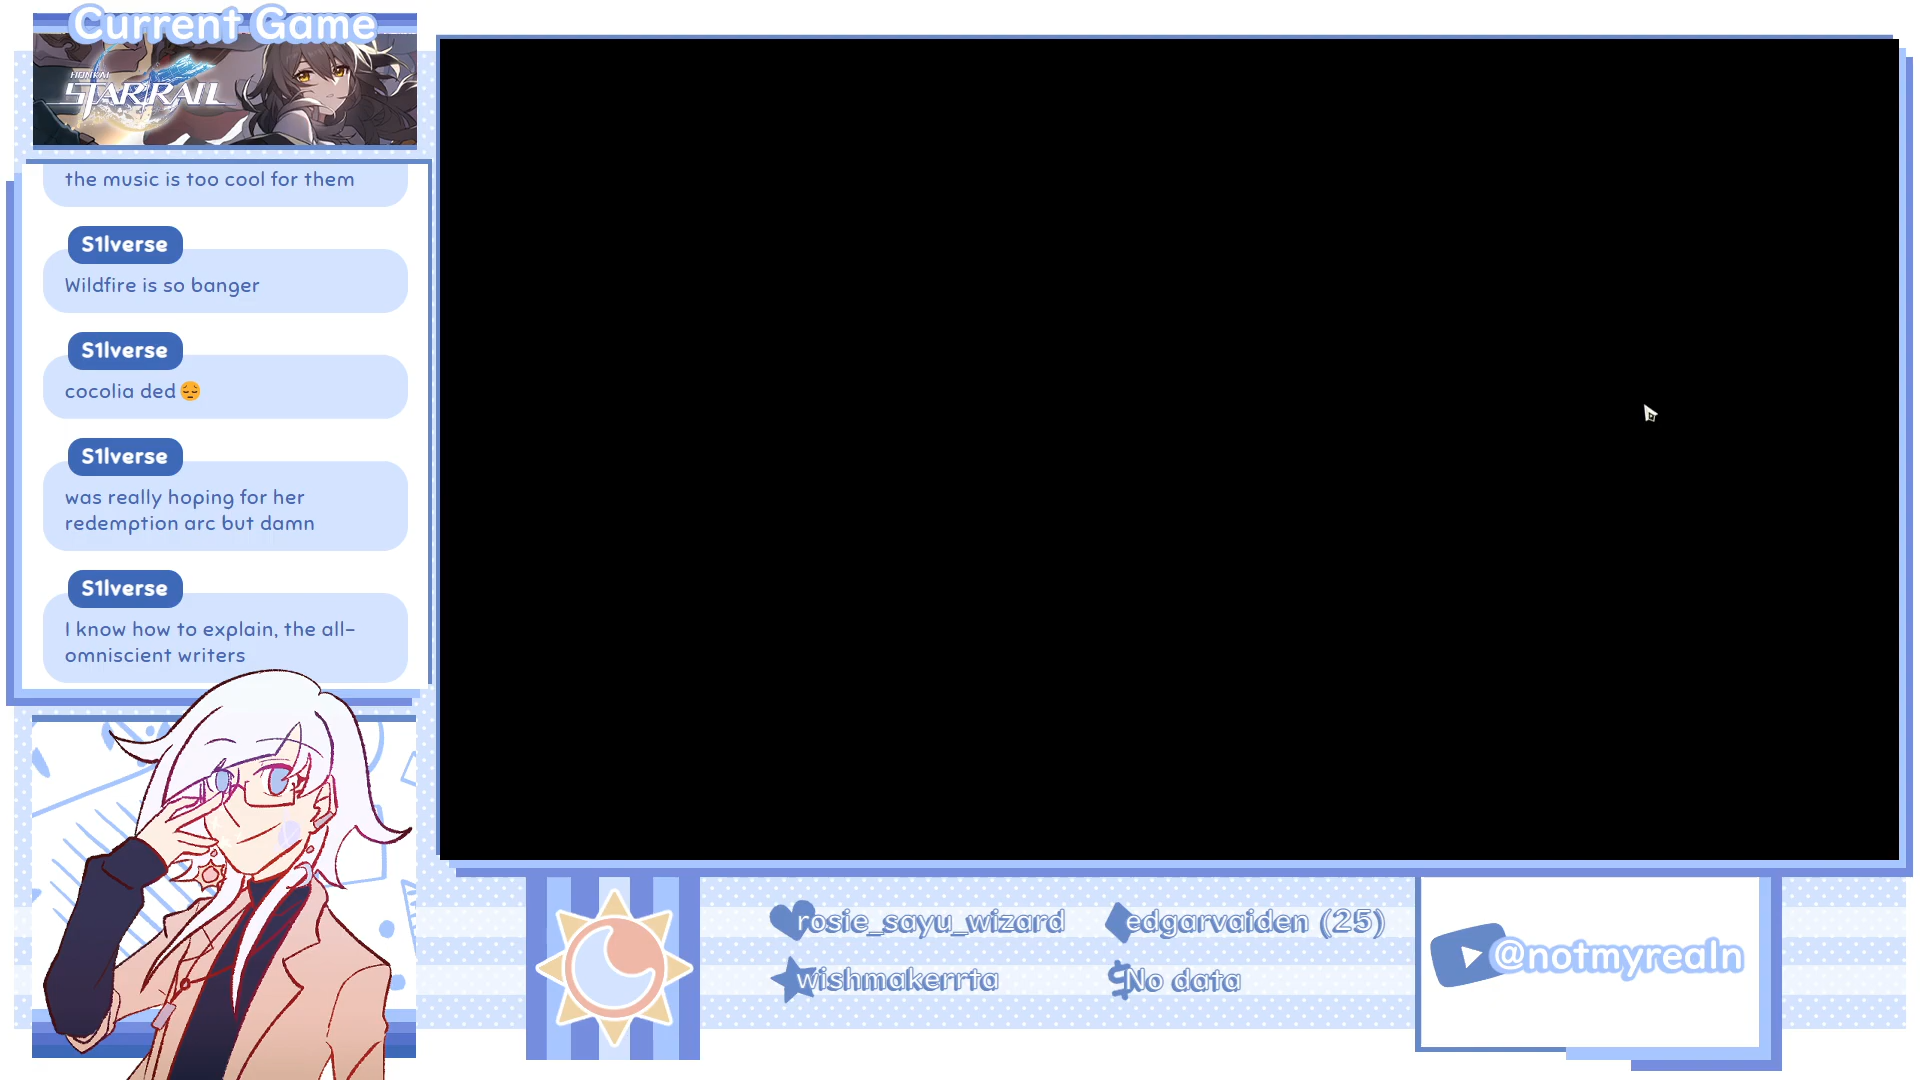 Current Game
HONKAI
STAR RAIL
the music is too cool for them
S1lverse
Wildfire is so banger
S1lverse
cocolia ded😔
S1lverse
was really hoping for her
redemption arc but damn
S1lverse
I know how to explain, the all-
omniscient writers
rosie_sayu_wizard
edgarvaiden (25)
wishmakerrta
No data
@notmyrealn